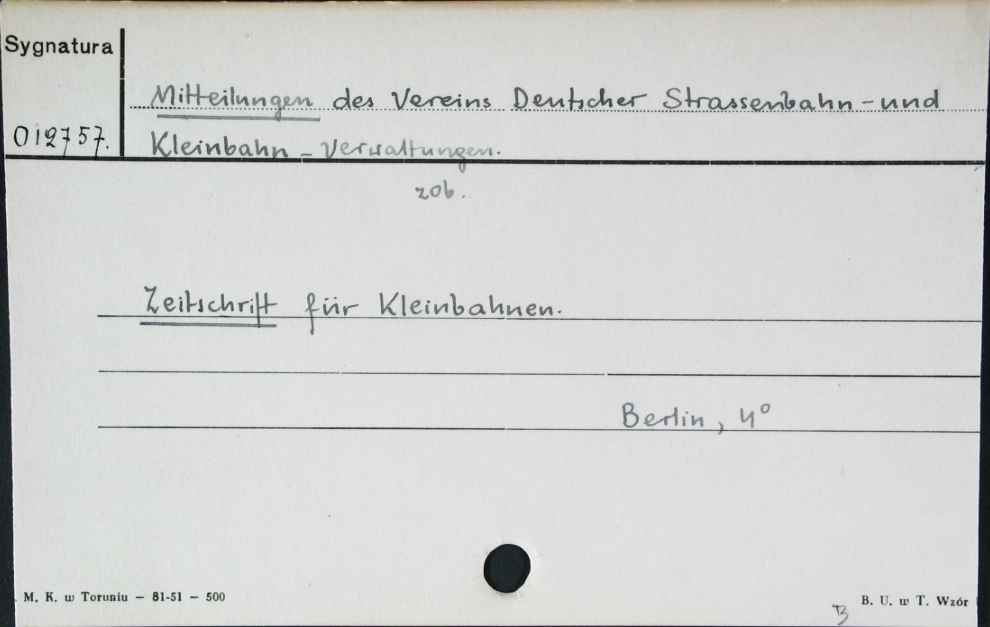 Sygnatura
Mitteilungen des Vereins Deutscher Strassenbahn - und
012757. Kleinbahn - Verwaltungen.
zob.
Zeitschrift für Kleinbahnen.
Berlin, 4°
M. K. w Toruniu — 81-51 — 500
B. U. w T. Wzór